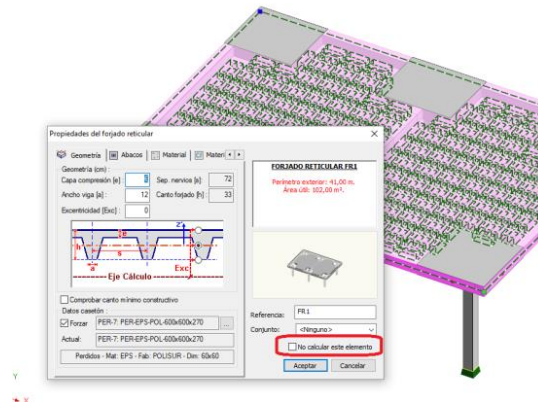 Propiedades del forjado reticular
Geometría
Abacos
Material
Materi
Geometría (cm)
Capa compresión [e] :
Sep. nervios [s]
72
Ancho viga [a] :
12
Canto forjado [h] :
33
Excentricidad (Exc) :
0
z'
e
h
s
a
Exc
Eje Cálculo
Comprobar canto mínimo constructivo
Datos casetón :
Forzar
PER-7: PER-EPS-POL-600x600x270
...
Actual:
PER-7: PER-EPS-POL-600x600x270
Perdidos - Mat: EPS - Fab: POLISUR - Dim: 60x60
FORJADO RETICULAR FR1
Perímetro exterior: 41,00 m.
Área útil: 102,00 m².
Referencia:
FR1
Conjunto:
<Ninguno>
No calcular este elemento
Aceptar
Cancelar
Y
X